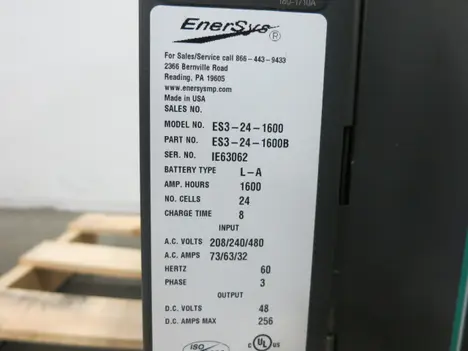 EnerSys®
For Sales/Service call 866-443-9433
2366 Bernville Road
Reading, PA 19605
www.enersysmp.com
Made in USA
SALES NO.
MODEL NO. ES3-24-1600
PART NO. ES3-24-1600B
SER. NO. IE63062
BATTERY TYPE L-A
AMP. HOURS 1600
NO. CELLS 24
CHARGE TIME 8
INPUT
A.C. VOLTS 208/240/480
A.C. AMPS 73/63/32
HERTZ 60
PHASE 3
OUTPUT
D.C. VOLTS 48
D.C. AMPS MAX 256
ISO
C UL US